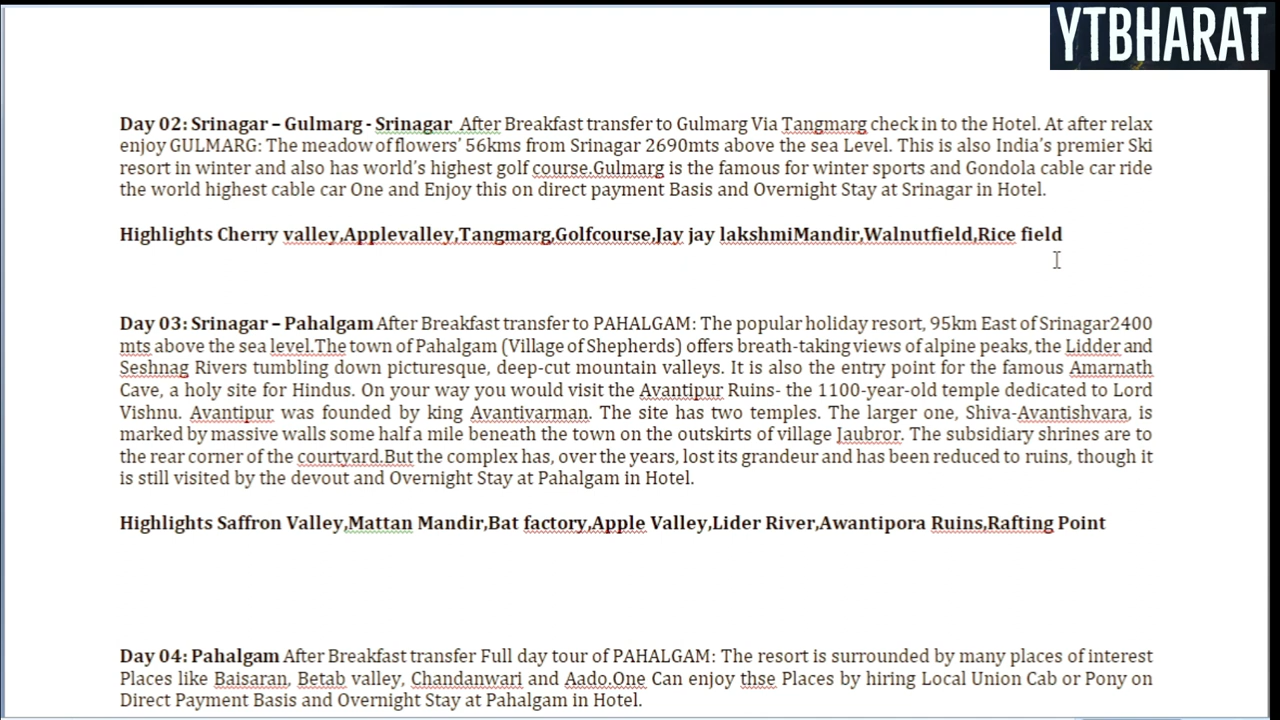 YTBHARAT
Day 02: Srinagar – Gulmarg - Srinagar After Breakfast transfer to Gulmarg Via Tangmarg check in to the Hotel. At after relax
enjoy GULMARG: The meadow of flowers' 56kms from Srinagar 2690mts above the sea Level. This is also India's premier Ski
resort in winter and also has world's highest golf course.Gulmarg is the famous for winter sports and Gondola cable car ride
the world highest cable car One and Enjoy this on direct payment Basis and Overnight Stay at Srinagar in Hotel.
Highlights Cherry valley,Applevalley,Tangmarg,Golfcourse,Jay jay lakshmiMandir,Walnutfield,Rice field
Day 03: Srinagar – Pahalgam After Breakfast transfer to PAHALGAM: The popular holiday resort, 95km East of Srinagar2400
mts above the sea level.The town of Pahalgam (Village of Shepherds) offers breath-taking views of alpine peaks, the Lidder and
Seshnag Rivers tumbling down picturesque, deep-cut mountain valleys. It is also the entry point for the famous Amarnath
Cave, a holy site for Hindus. On your way you would visit the Avantipur Ruins- the 1100-year-old temple dedicated to Lord
Vishnu. Avantipur was founded by king Avantivarman. The site has two temples. The larger one, Shiva-Avantishvara, is
marked by massive walls some half a mile beneath the town on the outskirts of village Jaubror. The subsidiary shrines are to
the rear corner of the courtyard.But the complex has, over the years, lost its grandeur and has been reduced to ruins, though it
is still visited by the devout and Overnight Stay at Pahalgam in Hotel.
Highlights Saffron Valley,Mattan Mandir,Bat factory,Apple Valley,Lider River,Awantipora Ruins,Rafting Point
Day 04: Pahalgam After Breakfast transfer Full day tour of PAHALGAM: The resort is surrounded by many places of interest
Places like Baisaran, Betab valley, Chandanwari and Aado.One Can enjoy thse Places by hiring Local Union Cab or Pony on
Direct Payment Basis and Overnight Stay at Pahalgam in Hotel.